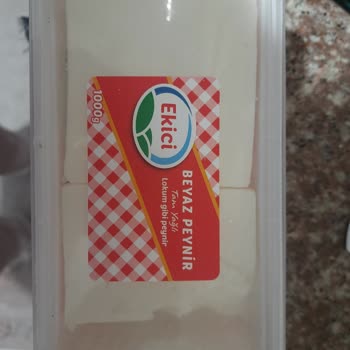 Ekici
BEYAZ PEYNİR
Tam Yağlı
Lokum gibi peynir
1000g